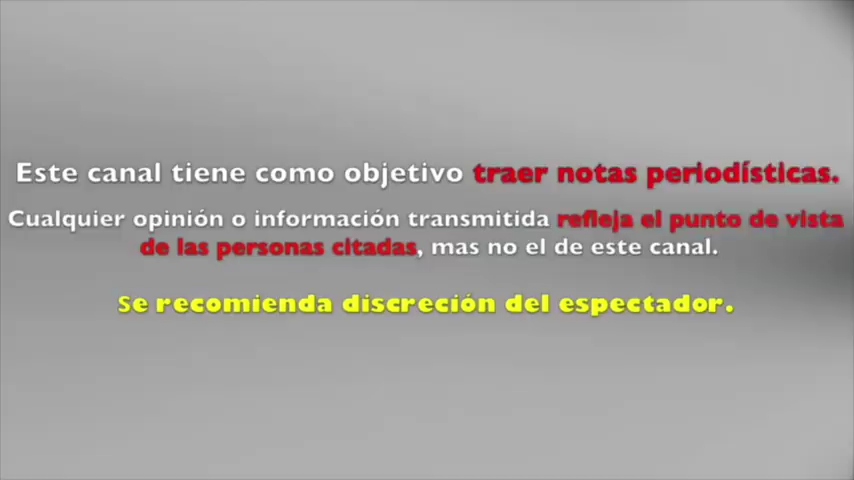 Este canal tiene como objetivo traer notas periodísticas.
Cualquier opinión o información transmitida refleja el punto de vista
de las personas citadas, mas no el de este canal.
Se recomienda discreción del espectador.